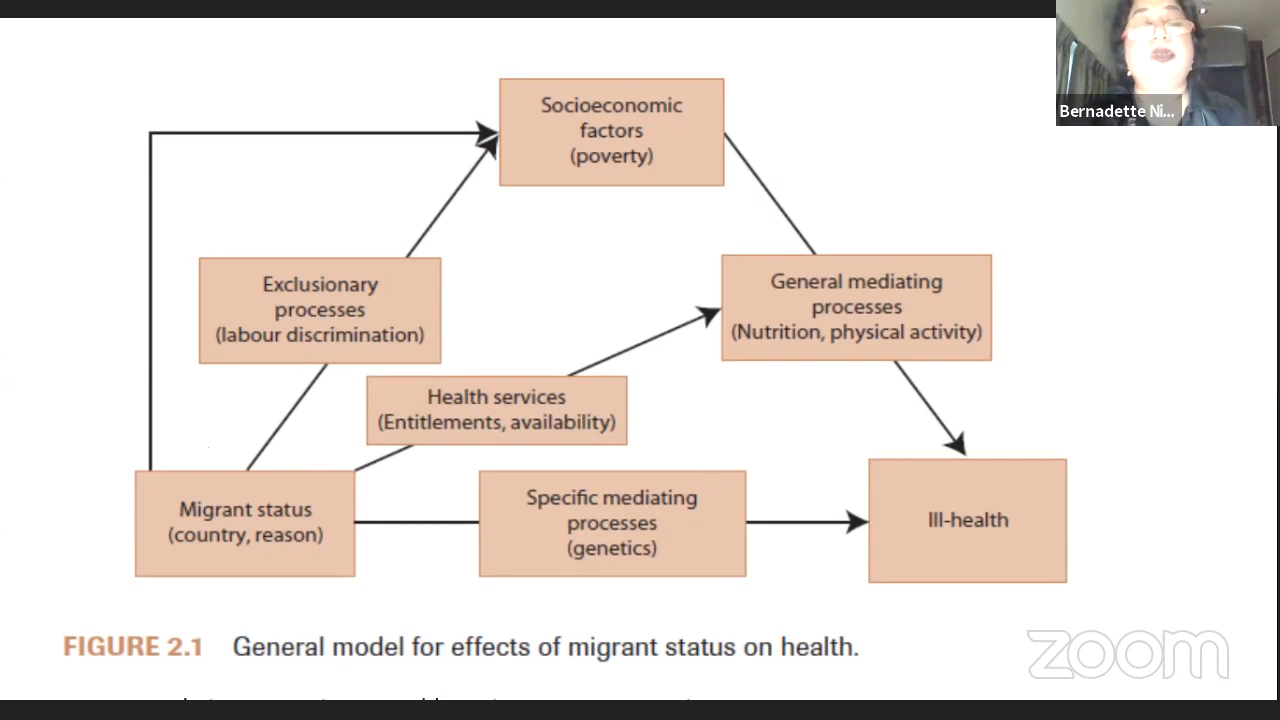 Bernadette Ni...
Socioeconomic
factors
(poverty)
Exclusionary
processes
(labour discrimination)
General mediating
processes
(Nutrition, physical activity)
Health services
(Entitlements, availability)
Migrant status
(country, reason)
Specific mediating
processes
(genetics)
Ill-health
FIGURE 2.1 General model for effects of migrant status on health.
zoom